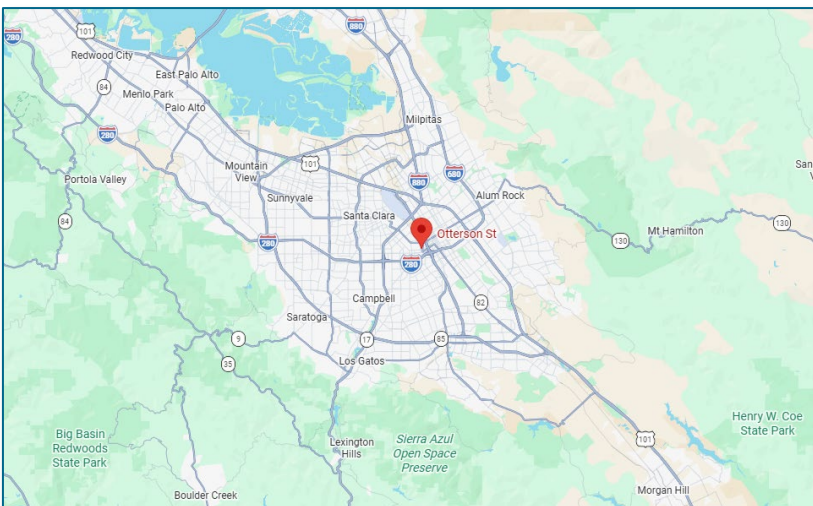 101
880
280
Redwood City
East Palo Alto
84
Menlo Park
Palo Alto
Milpitas
280
Mountain
View
101
680
Portola Valley
880
Alum Rock
Sunnyvale
Santa Clara
84
Otterson St
Mt Hamilton
130
130
280
280
Campbell
82
Saratoga
9
17
85
35
Los Gatos
Big Basin
Redwoods
State Park
Lexington
Hills
Sierra Azul
Open Space
Preserve
101
Henry W. Coe
State Park
Boulder Creek
Morgan Hill